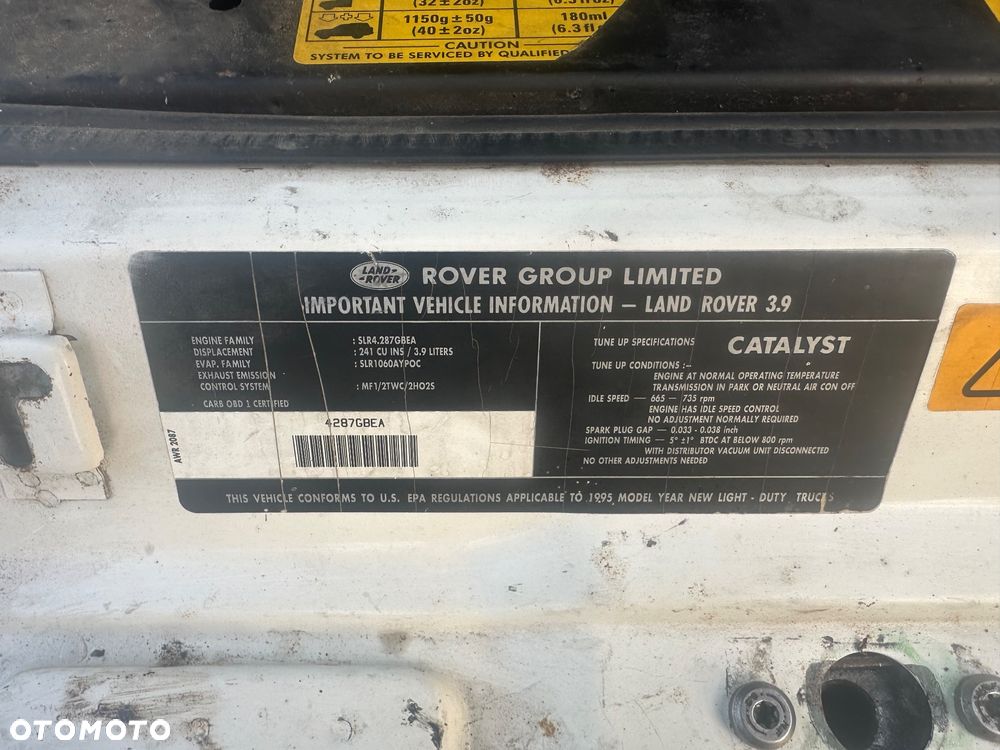 (32 ± 2oz)
(6.3 fl oz)
1150g ± 50g
180ml
(40 ± 2oz)
(6.3 fl
CAUTION
SYSTEM TO BE SERVICED BY QUALIFIED
LAND-
-ROVER
ROVER GROUP LIMITED
IMPORTANT VEHICLE INFORMATION – LAND ROVER 3.9
ENGINE FAMILY : SLR4.287GBEA
DISPLACEMENT : 241 CU INS / 3.9 LITERS
EVAP. FAMILY : SLR1060AYPOC
EXHAUST EMISSION
CONTROL SYSTEM : MF1/2TWC/2HO2S
CARB OBD 1 CERTIFIED
4287GBEA
AWR 2087
TUNE UP SPECIFICATIONS CATALYST
TUNE UP CONDITIONS :–
ENGINE AT NORMAL OPERATING TEMPERATURE
TRANSMISSION IN PARK OR NEUTRAL AIR CON OFF
IDLE SPEED – 665 – 735 rpm
ENGINE HAS IDLE SPEED CONTROL
NO ADJUSTMENT NORMALLY REQUIRED
SPARK PLUG GAP – 0.033 - 0.038 inch
IGNITION TIMING – 5° ±1° BTDC AT BELOW 800 rpm
WITH DISTRIBUTOR VACUUM UNIT DISCONNECTED
NO OTHER ADJUSTMENTS NEEDED
THIS VEHICLE CONFORMS TO U.S. EPA REGULATIONS APPLICABLE TO 1995 MODEL YEAR NEW LIGHT - DUTY TRUCKS
OTOMOTO